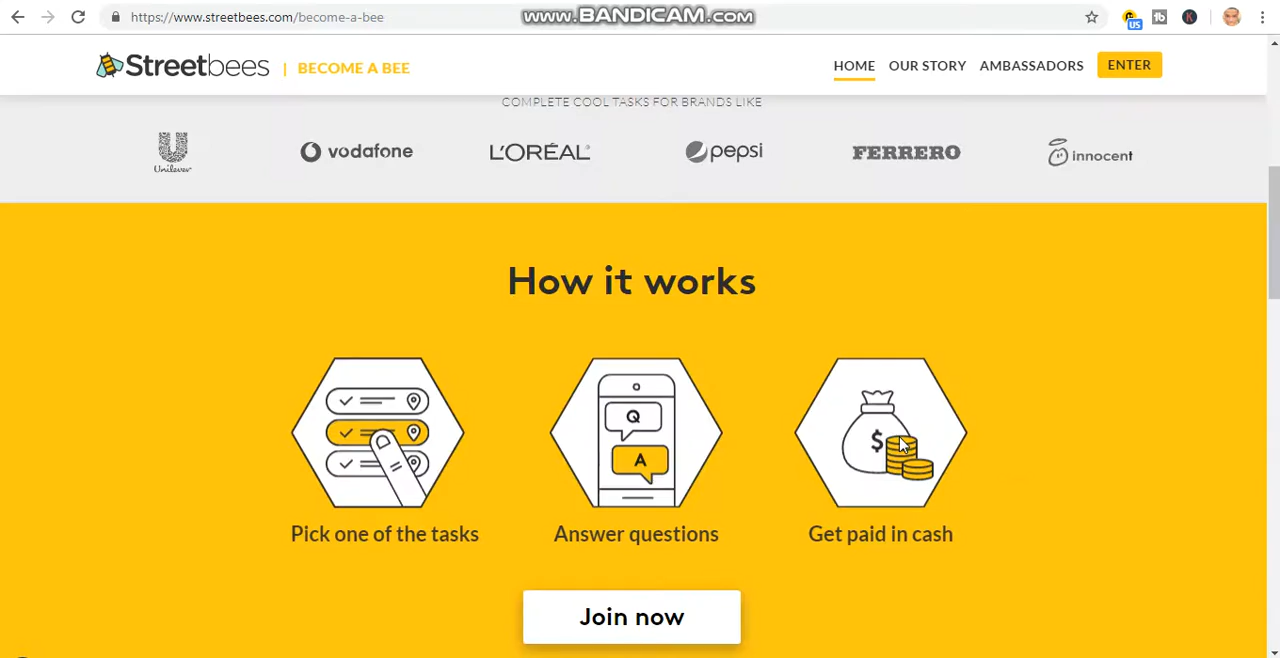 https://www.streetbees.com/become-a-bee
www.BANDICAM.com
US
tb
K
Streetbees | BECOME A BEE
HOME OUR STORY AMBASSADORS ENTER
COMPLETE COOL TASKS FOR BRANDS LIKE
Unilever vodafone L'ORÉAL pepsi FERRERO innocent
How it works
Q
A
$
Pick one of the tasks Answer questions Get paid in cash
Join now